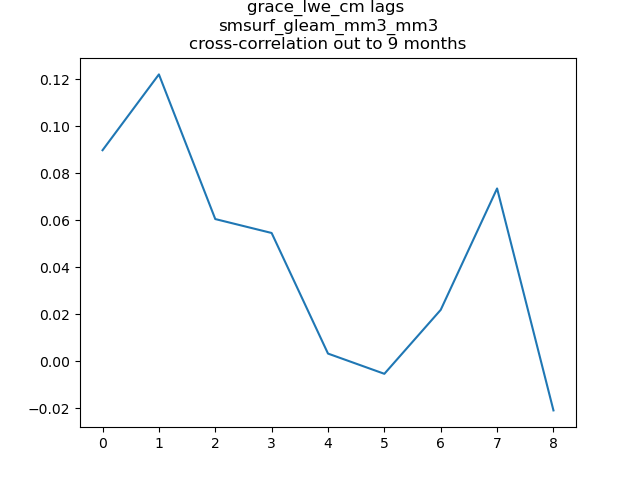 grace_lwe_cm lags
smsurf_gleam_mm3_mm3
cross-correlation out to 9 months
0.12
0.10
0.08
0.06
0.04
0.02
0.00
−0.02
0 1 2 3 4 5 6 7 8